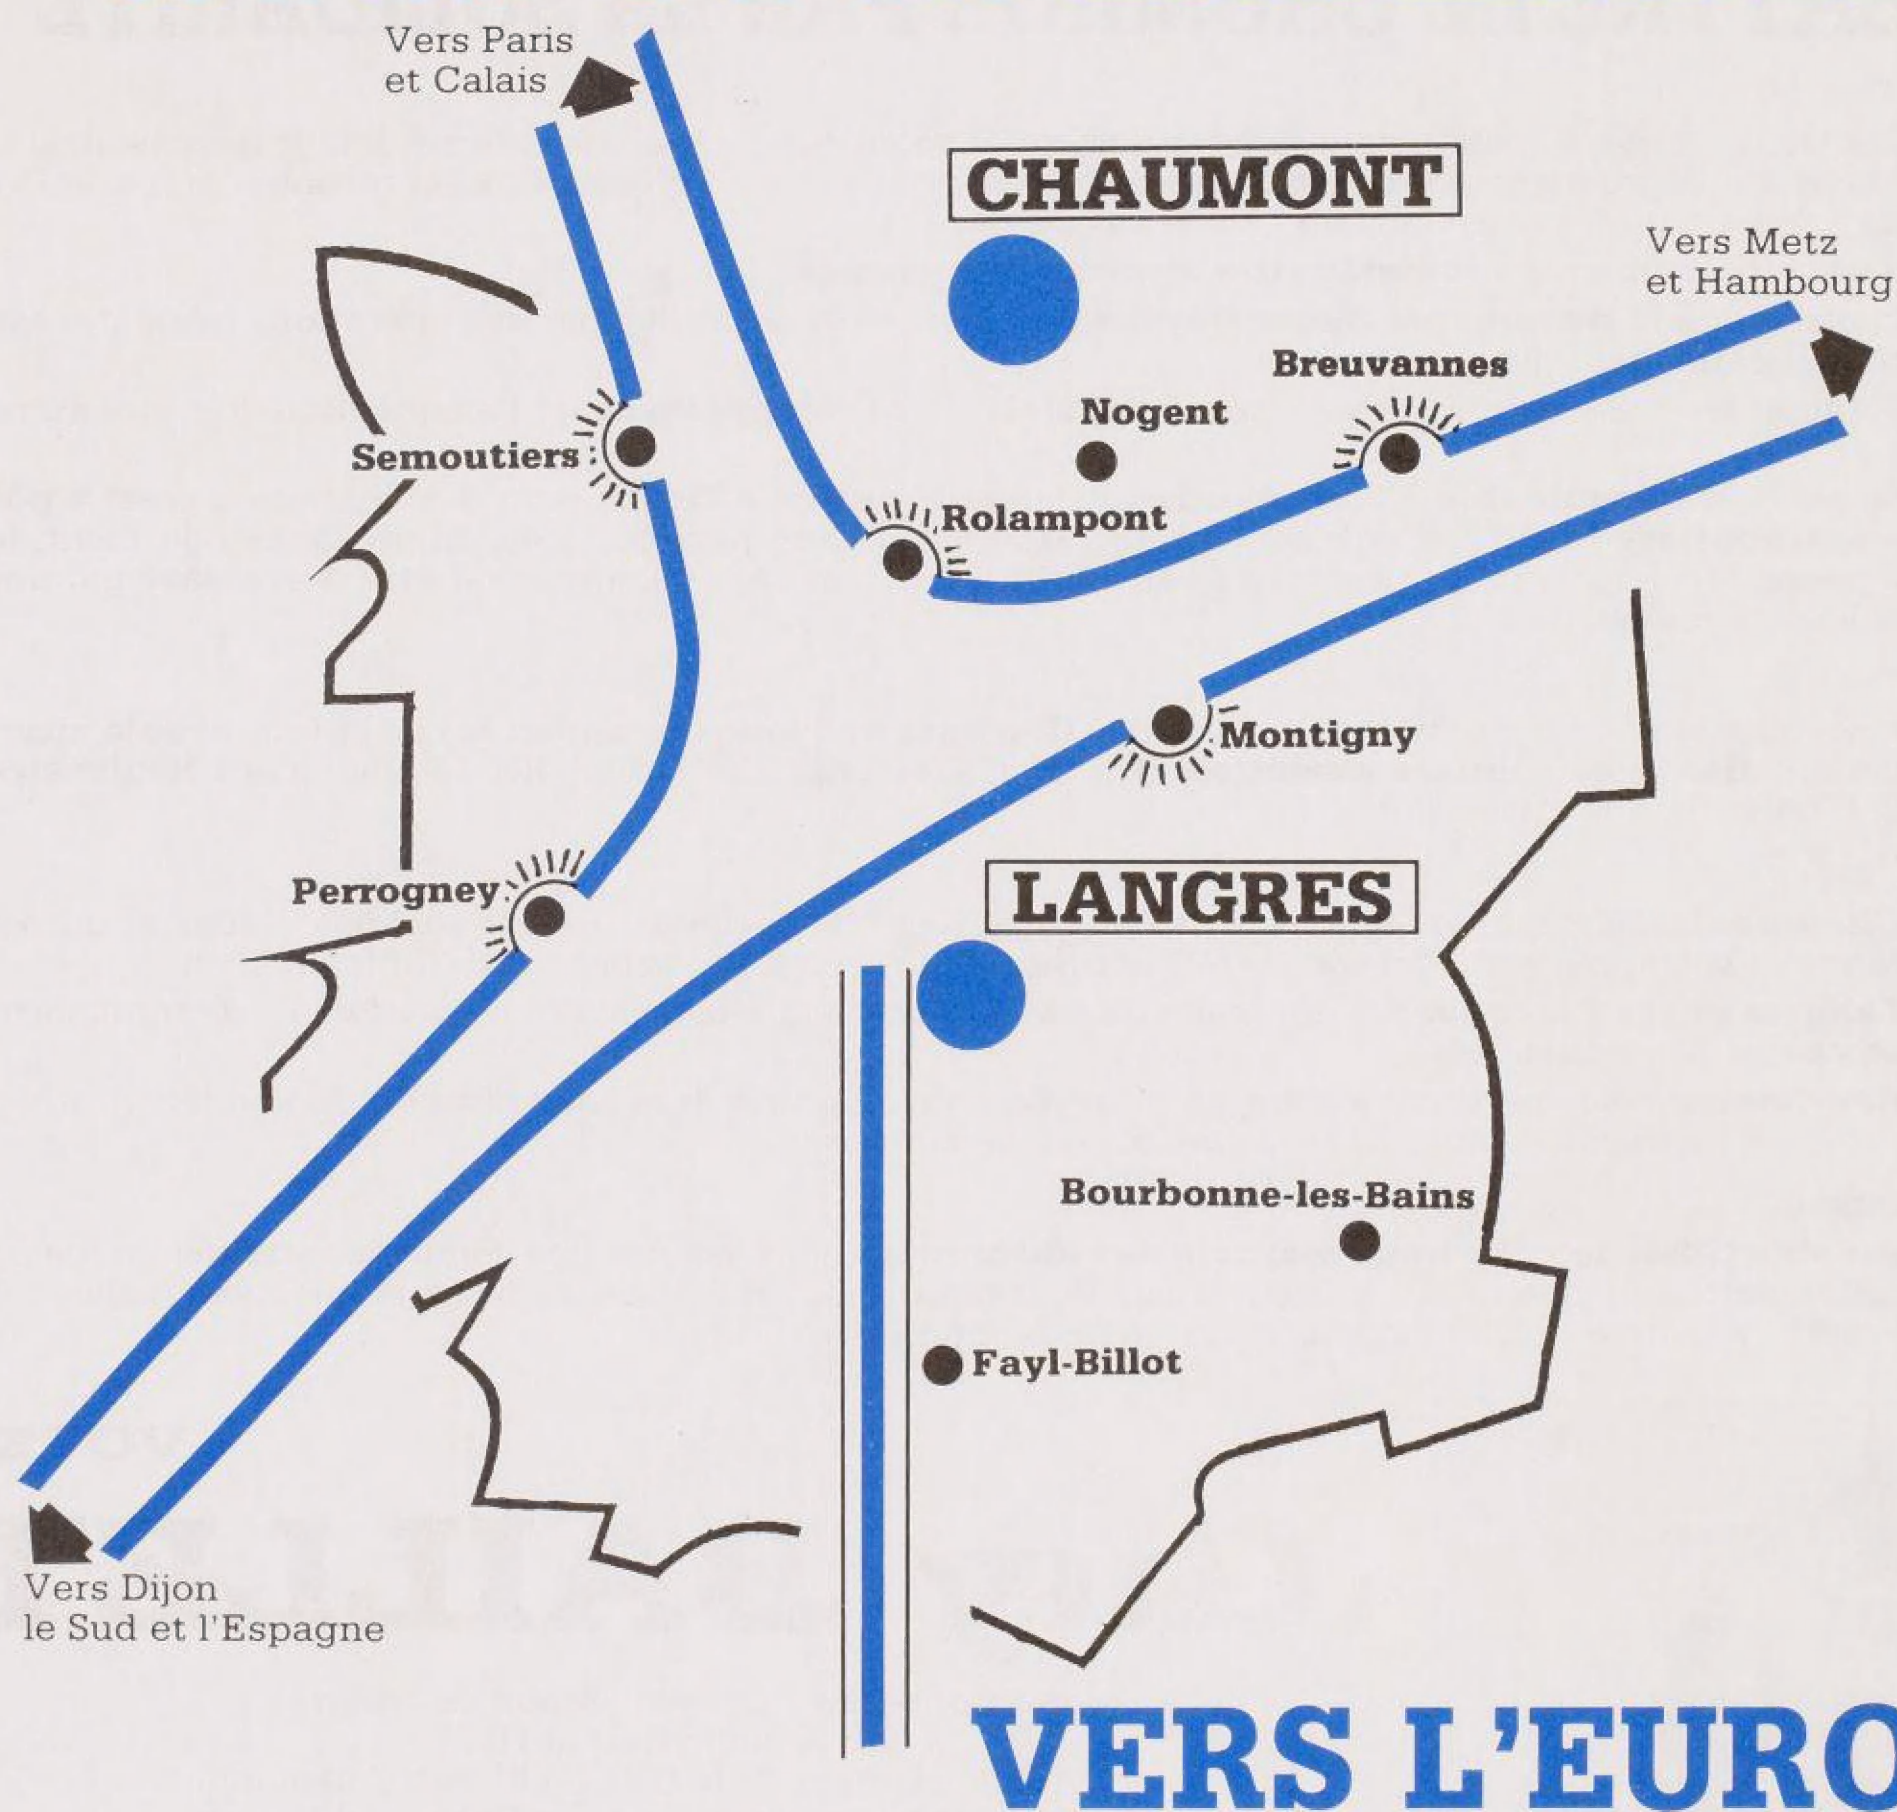 Vers Paris
et Calais
CHAUMONT
Vers Metz
et Hambourg
Breuvannes
Nogent
Semoutiers
Rolampont
Montigny
Perrogney
LANGRES
Bourbonne-les-Bains
Fayl-Billot
Vers Dijon
le Sud et l'Espagne
VERS L'EURO